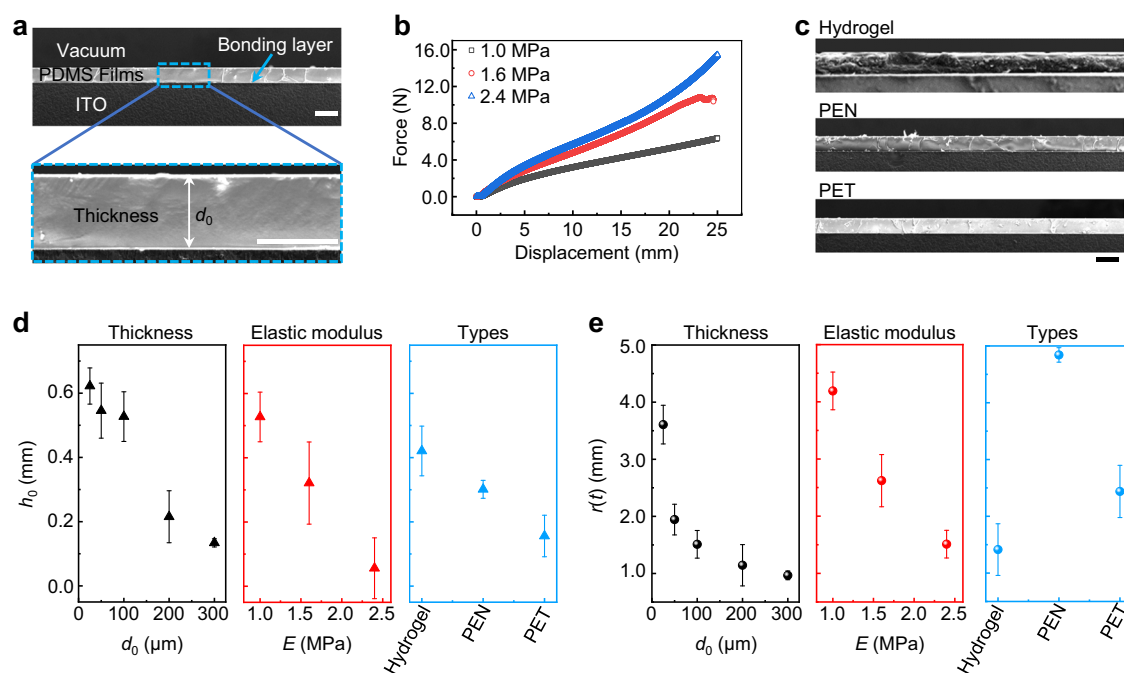 a
Vacuum
Bonding layer
PDMS Films
ITO
Thickness
d₀
b
16.0
12.0
8.0
4.0
0.0
1.0 MPa
1.6 MPa
2.4 MPa
Force (N)
0 5 10 15 20 25
Displacement (mm)
c
Hydrogel
PEN
PET
d
Thickness
Elastic modulus
Types
h₀ (mm)
0.6
0.4
0.2
0.0
0 100 200 300
1.0 1.5 2.0 2.5
Hydrogel
PEN
PET
d₀ (µm)
E (MPa)
e
Thickness
Elastic modulus
Types
r(t) (mm)
5.0
4.0
3.0
2.0
1.0
0 100 200 300
1.0 1.5 2.0 2.5
Hydrogel
PEN
PET
d₀ (µm)
E (MPa)